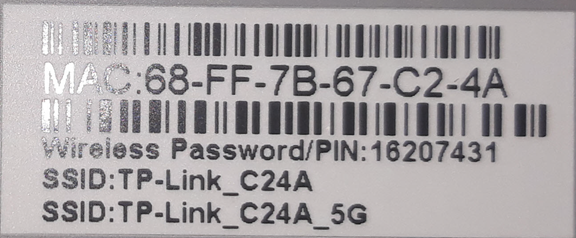 MAC:68-FF-7B-67-C2-4A
Wireless Password/PIN:16207431
SSID:TP-Link_C24A
SSID:TP-Link_C24A_5G